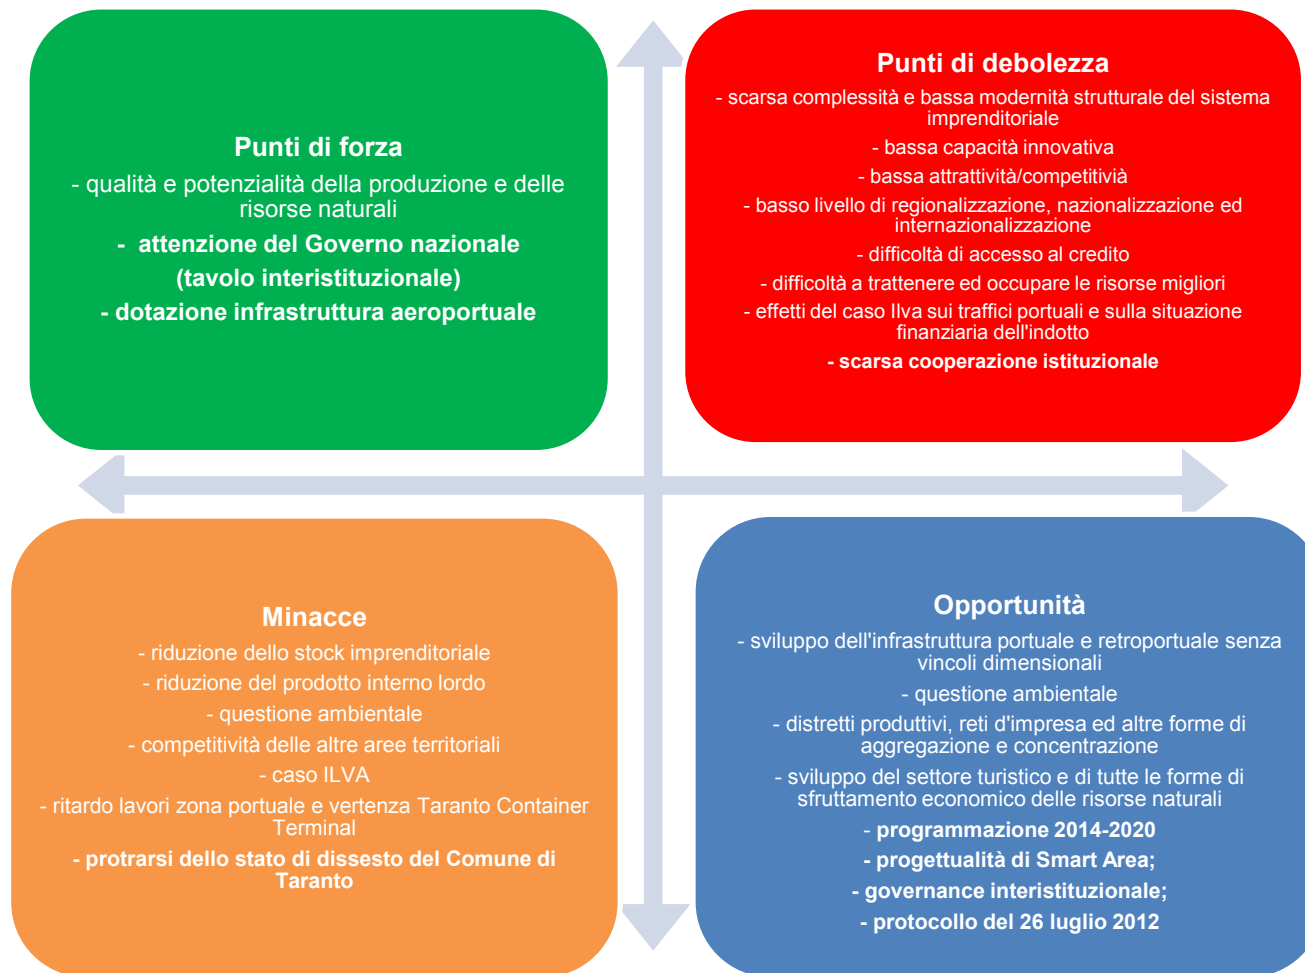 Punti di forza
- qualità e potenzialità della produzione e delle
risorse naturali
- attenzione del Governo nazionale
(tavolo interistituzionale)
- dotazione infrastruttura aeroportuale
Punti di debolezza
- scarsa complessità e bassa modernità strutturale del sistema
imprenditoriale
- bassa capacità innovativa
- bassa attrattività/competitivià
- basso livello di regionalizzazione, nazionalizzazione ed
internazionalizzazione
- difficoltà di accesso al credito
- difficoltà a trattenere ed occupare le risorse migliori
- effetti del caso Ilva sui traffici portuali e sulla situazione
finanziaria dell'indotto
- scarsa cooperazione istituzionale
Minacce
- riduzione dello stock imprenditoriale
- riduzione del prodotto interno lordo
- questione ambientale
- competitività delle altre aree territoriali
- caso ILVA
- ritardo lavori zona portuale e vertenza Taranto Container
Terminal
- protrarsi dello stato di dissesto del Comune di
Taranto
Opportunità
- sviluppo dell'infrastruttura portuale e retroportuale senza
vincoli dimensionali
- questione ambientale
- distretti produttivi, reti d'impresa ed altre forme di
aggregazione e concentrazione
- sviluppo del settore turistico e di tutte le forme di
sfruttamento economico delle risorse naturali
- programmazione 2014-2020
- progettualità di Smart Area;
- governance interistituzionale;
- protocollo del 26 luglio 2012